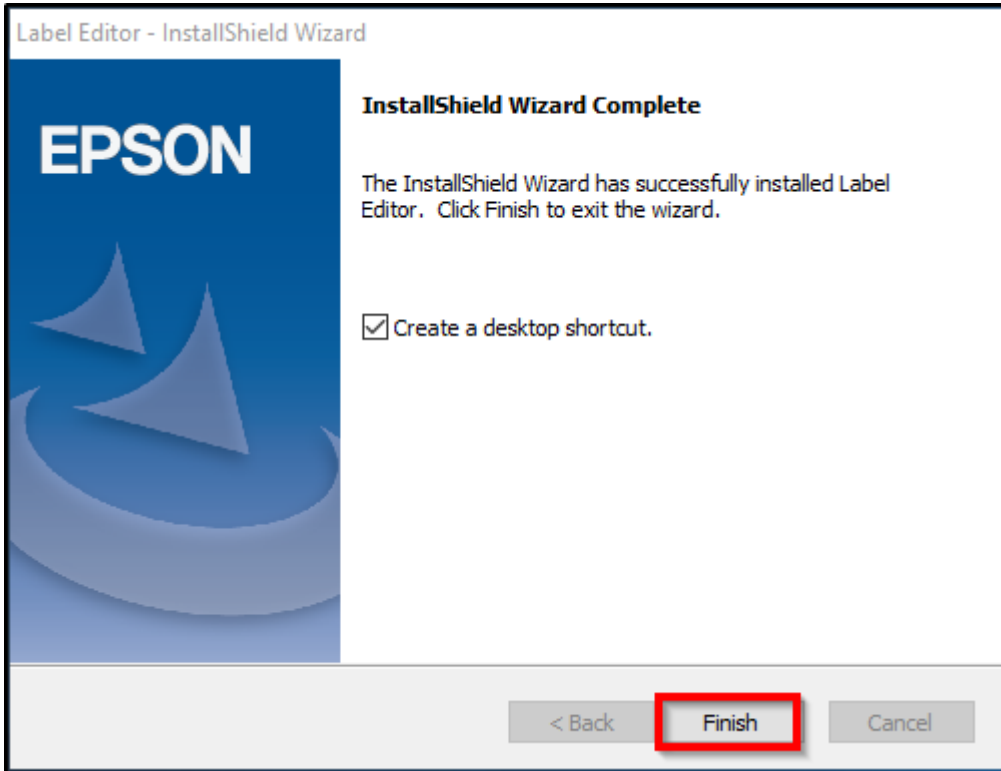 Label Editor - InstallShield Wizard
EPSON
InstallShield Wizard Complete
The InstallShield Wizard has successfully installed Label
Editor. Click Finish to exit the wizard.
Create a desktop shortcut.
< Back Finish Cancel